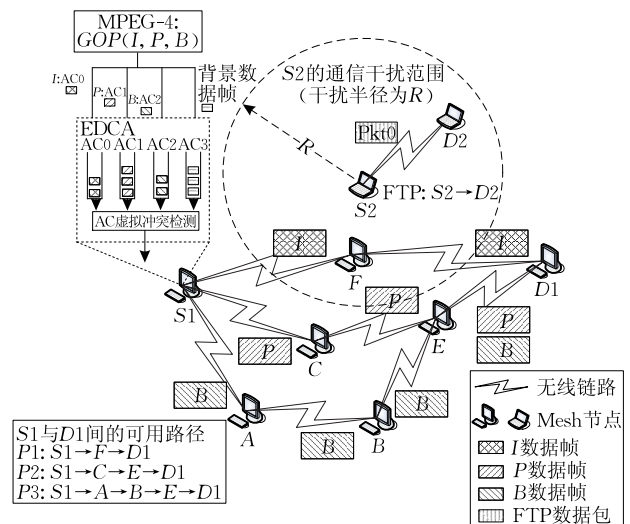 MPEG-4:
GOP(I, P, B)
I:AC0
P:AC1
B:AC2
背景数
据帧
EDCA
AC0 AC1 AC2 AC3
AC虚拟冲突检测
S2的通信干扰范围
(干扰半径为R)
R
Pkt0
D2
S2
FTP: S2→D2
I
I
F
D1
S1
P
P
E
P
B
C
B
B
A
B
B
S1与D1间的可用路径
P1: S1→F→D1
P2: S1→C→E→D1
P3: S1→A→B→E→D1
无线链路
Mesh节点
I数据帧
P数据帧
B数据帧
FTP数据包